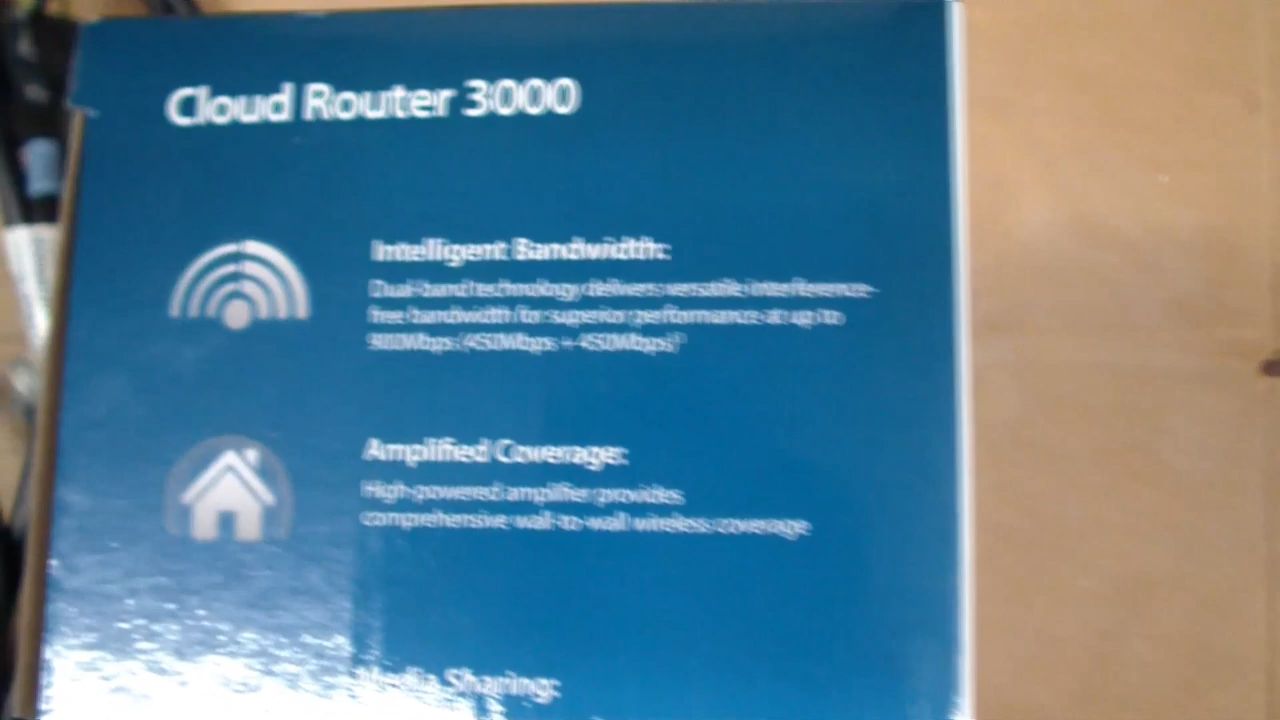 Cloud Router 3000
Intelligent Bandwidth:
Dual-band technology delivers versatile interference-
free bandwidth for superior performance at up to
900Mbps (450Mbps + 450Mbps)
Amplified Coverage:
High-powered amplifier provides
comprehensive wall-to-wall wireless coverage
Media Sharing: